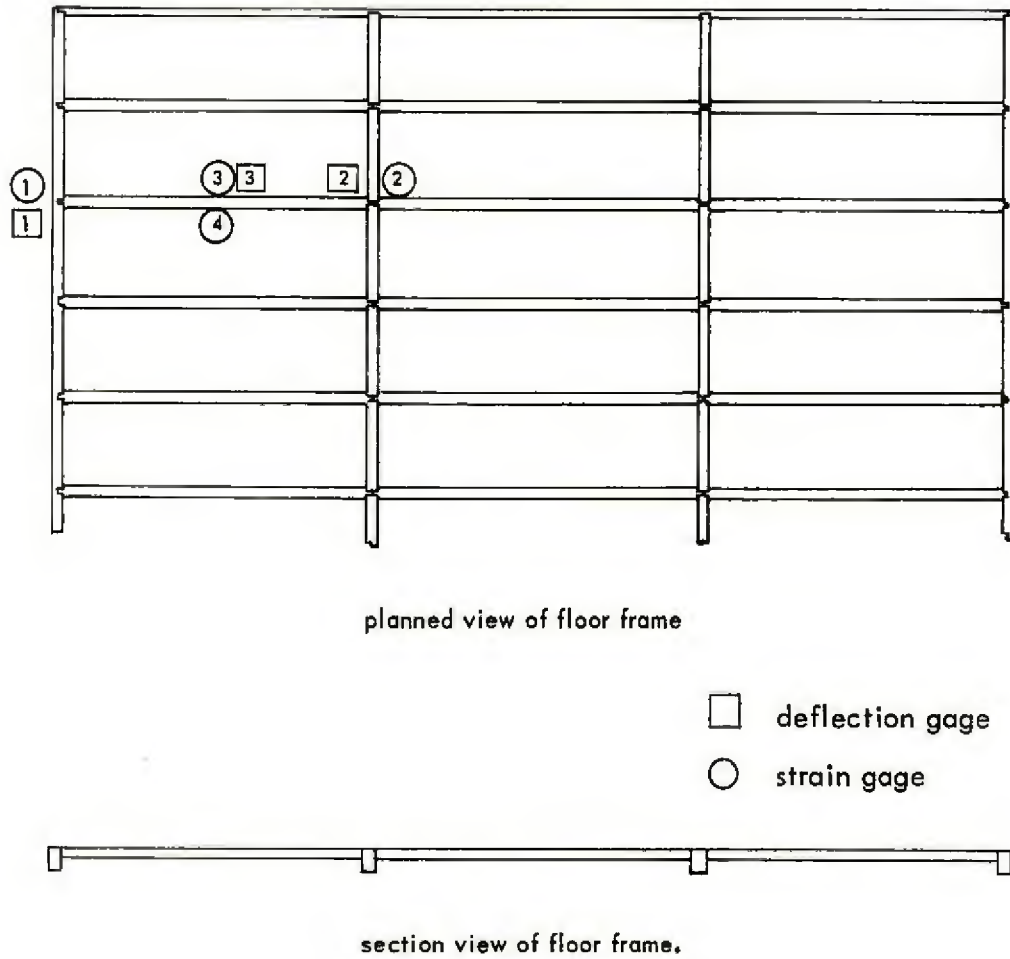 3 3 2 2
1
1
4
planned view of floor frame
deflection gage
strain gage
section view of floor frame.